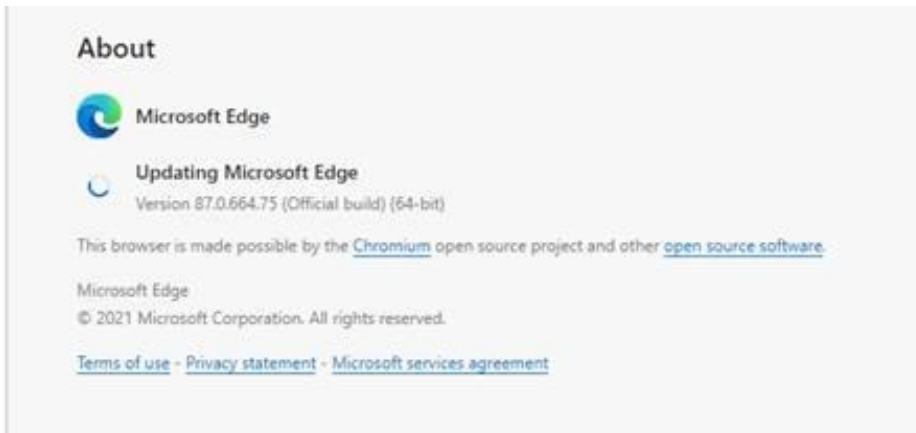 About
Microsoft Edge
Updating Microsoft Edge
Version 87.0.664.75 (Official build) (64-bit)
This browser is made possible by the Chromium open source project and other open source software.
Microsoft Edge
© 2021 Microsoft Corporation. All rights reserved.
Terms of use - Privacy statement - Microsoft services agreement